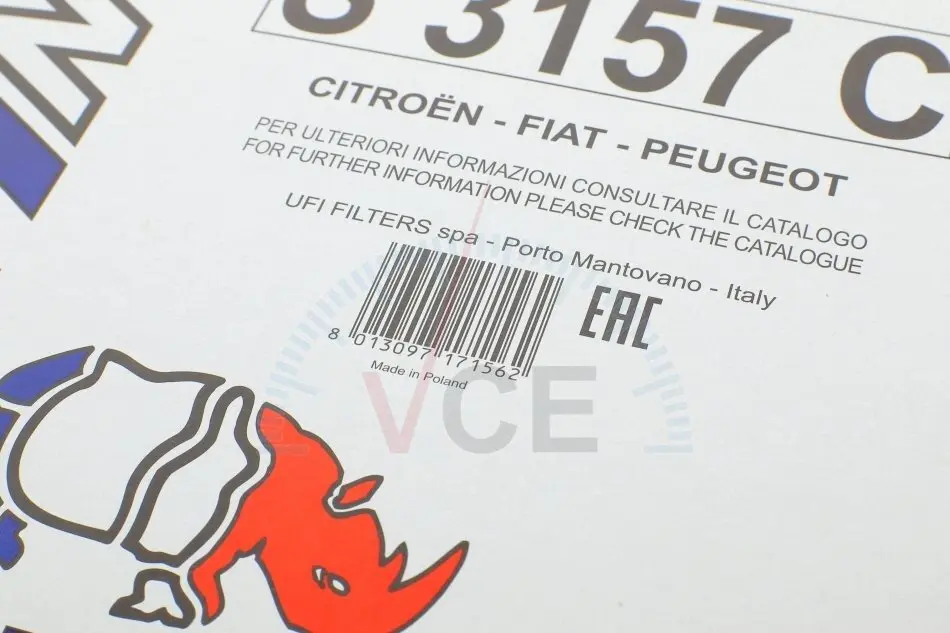 8 3157 C
CITROËN - FIAT - PEUGEOT
PER ULTERIORI INFORMAZIONI CONSULTARE IL CATALOGO
FOR FURTHER INFORMATION PLEASE CHECK THE CATALOGUE
UFI FILTERS spa - Porto Mantovano - Italy
EAC
8 013097 171562
Made in Poland
VCE